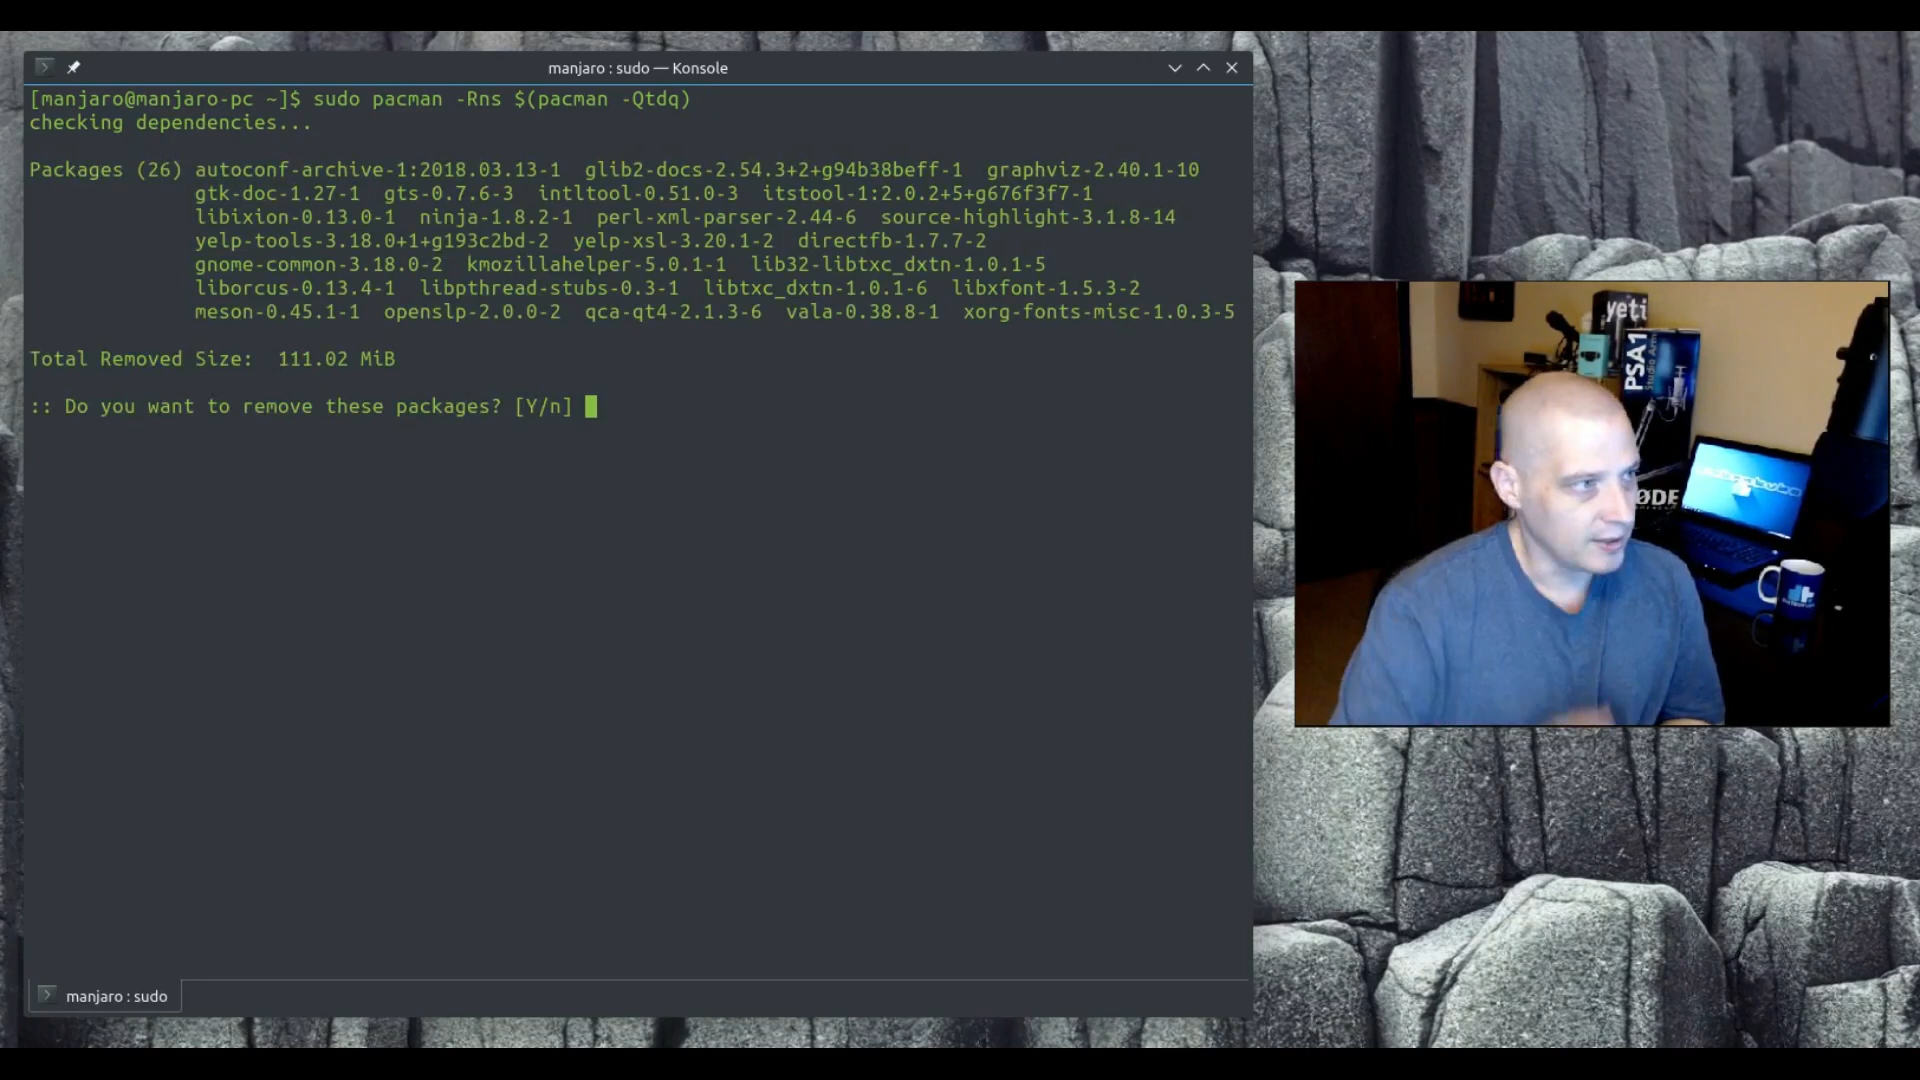 manjaro : sudo — Konsole
[manjaro@manjaro-pc ~]$ sudo pacman -Rns $(pacman -Qtdq)
checking dependencies...
Packages (26) autoconf-archive-1:2018.03.13-1 glib2-docs-2.54.3+2+g94b38beff-1 graphviz-2.40.1-10
gtk-doc-1.27-1 gts-0.7.6-3 intltool-0.51.0-3 itstool-1:2.0.2+5+g676f3f7-1
libixion-0.13.0-1 ninja-1.8.2-1 perl-xml-parser-2.44-6 source-highlight-3.1.8-14
yelp-tools-3.18.0+1+g193c2bd-2 yelp-xsl-3.20.1-2 directfb-1.7.7-2
gnome-common-3.18.0-2 kmozillahelper-5.0.1-1 lib32-libtxc_dxtn-1.0.1-5
liborcus-0.13.4-1 libpthread-stubs-0.3-1 libtxc_dxtn-1.0.1-6 libxfont-1.5.3-2
meson-0.45.1-1 openslp-2.0.0-2 qca-qt4-2.1.3-6 vala-0.38.8-1 xorg-fonts-misc-1.0.3-5
Total Removed Size: 111.02 MiB
:: Do you want to remove these packages? [Y/n]
manjaro : sudo
yeti
PSA1
Studio Arm
RØDE
dt